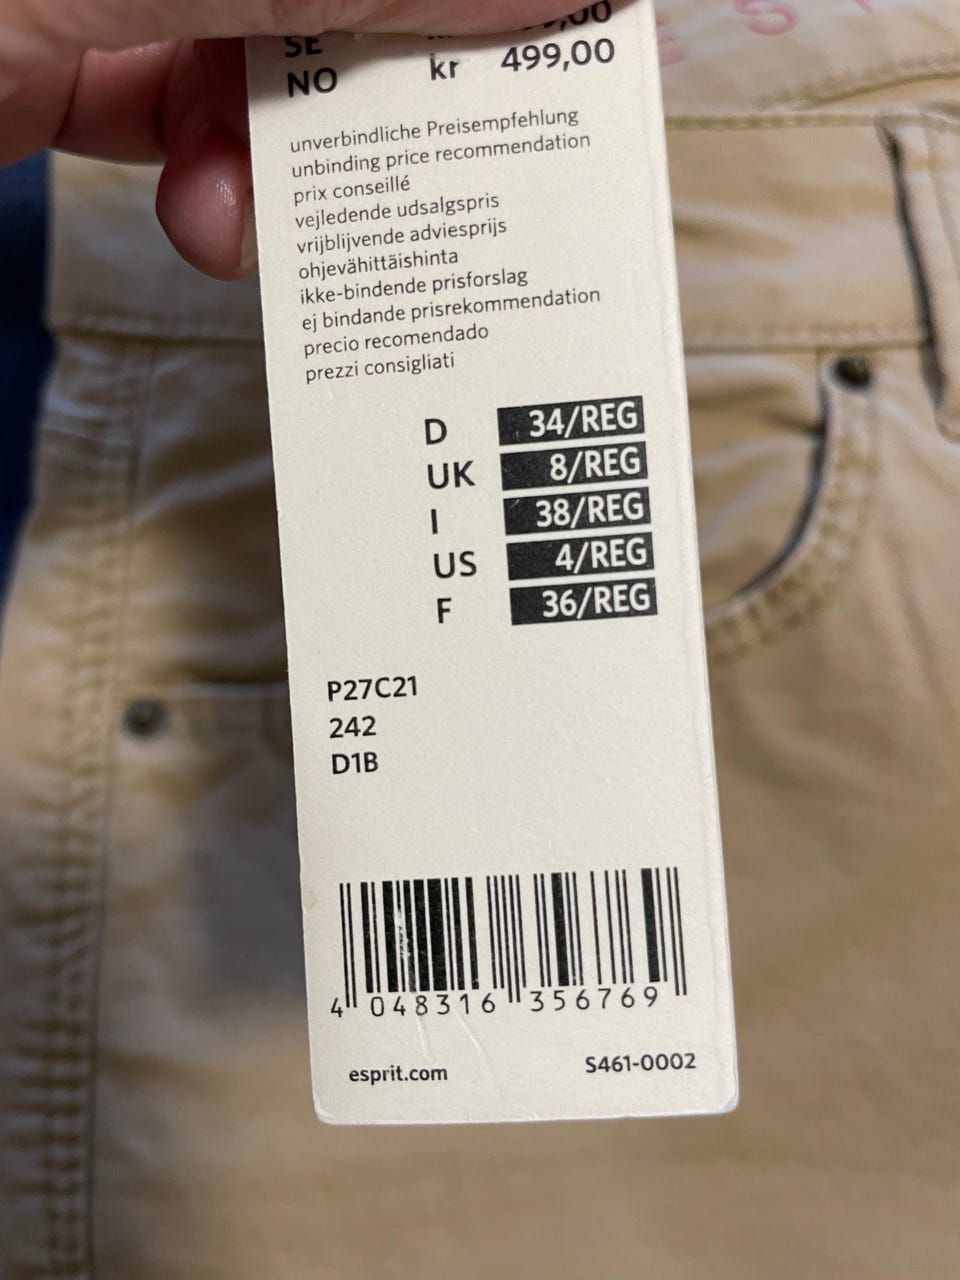 SE
NO kr 499,00
unverbindliche Preisempfehlung
unbinding price recommendation
prix conseillé
vejledende udsalgspris
vrijblijvende adviesprijs
ohjevähittäishinta
ikke-bindende prisforslag
ej bindande prisrekommendation
precio recomendado
prezzi consigliati
D 34/REG
UK 8/REG
I 38/REG
US 4/REG
F 36/REG
P27C21
242
D1B
4 048316 356769
esprit.com S461-0002